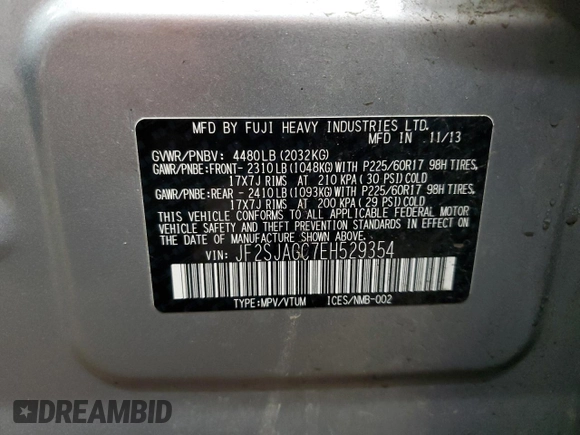 MFD BY FUJI HEAVY INDUSTRIES LTD.
MFD IN 11/13
GVWR/PNBV: 4480LB (2032KG)
GAWR/PNBE:FRONT- 2310LB (1048KG)WITH P225/60R17 98H TIRES,
17X7J RIMS AT 210 KPA ( 30 PSI) COLD
GAWR/PNBE:REAR - 2410LB (1093KG)WITH P225/60R17 98H TIRES,
17X7J RIMS AT 200 KPA ( 29 PSI) COLD
THIS VEHICLE CONFORMS TO ALL APPLICABLE FEDERAL MOTOR
VEHICLE SAFETY, BUMPER, AND THEFT PREVENTION STANDARDS IN EFFECT ON
THE DATE OF MANUFACTURE SHOWN ABOVE.
VIN: JF2SJAGC7EH529354
TYPE:MPV/VTUM ICES/NMB-002
DREAMBID